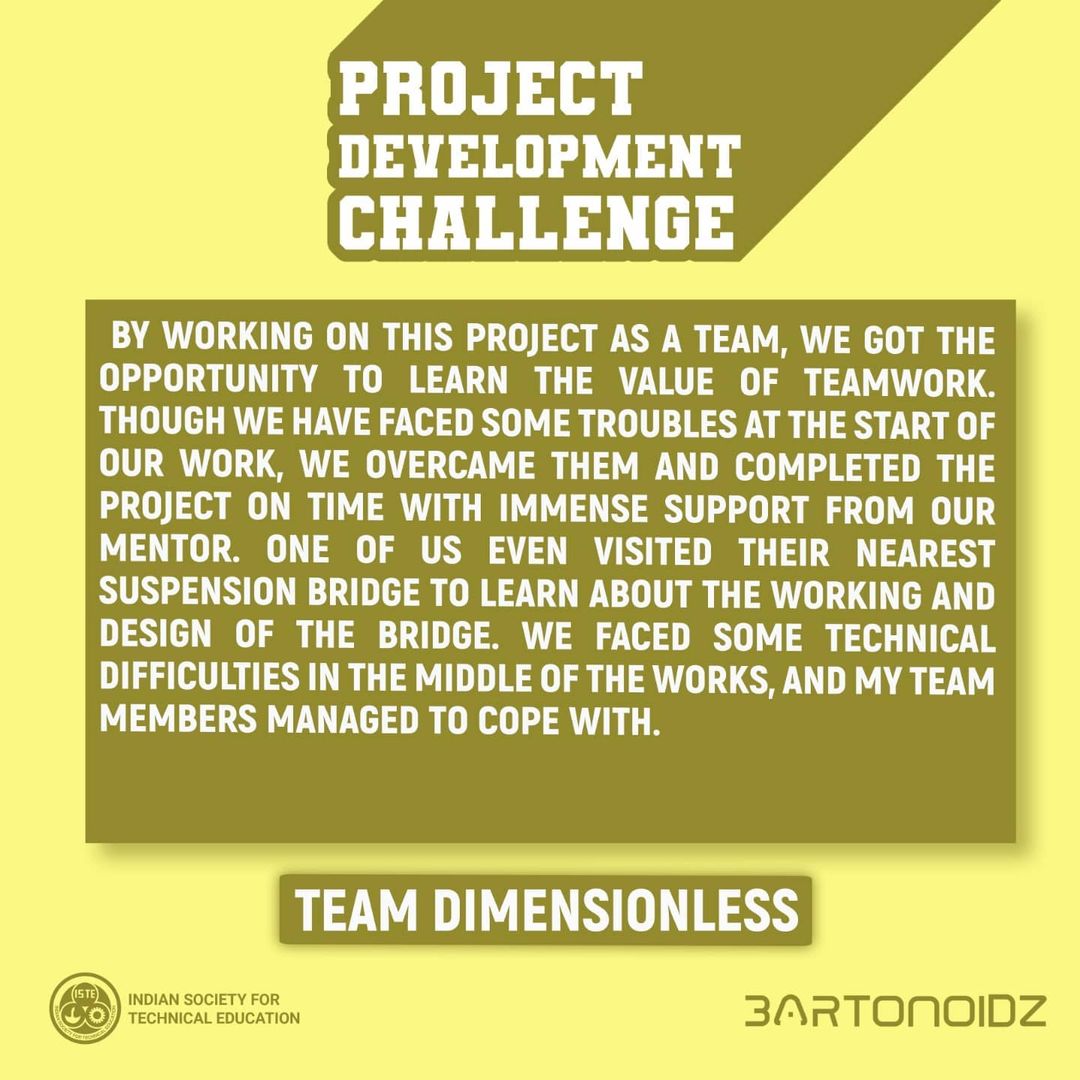 PROJECT
DEVELOPMENT
CHALLENGE
BY WORKING ON THIS PROJECT AS A TEAM, WE GOT THE
OPPORTUNITY TO LEARN THE VALUE OF TEAMWORK.
THOUGH WE HAVE FACED SOME TROUBLES AT THE START OF
OUR WORK, WE OVERCAME THEM AND COMPLETED THE
PROJECT ON TIME WITH IMMENSE SUPPORT FROM OUR
MENTOR. ONE OF US EVEN VISITED THEIR NEAREST
SUSPENSION BRIDGE TO LEARN ABOUT THE WORKING AND
DESIGN OF THE BRIDGE. WE FACED SOME TECHNICAL
DIFFICULTIES IN THE MIDDLE OF THE WORKS, AND MY TEAM
MEMBERS MANAGED TO COPE WITH.
TEAM DIMENSIONLESS
ISTE
INDIAN SOCIETY FOR
TECHNICAL EDUCATION
BARTONOIDZ